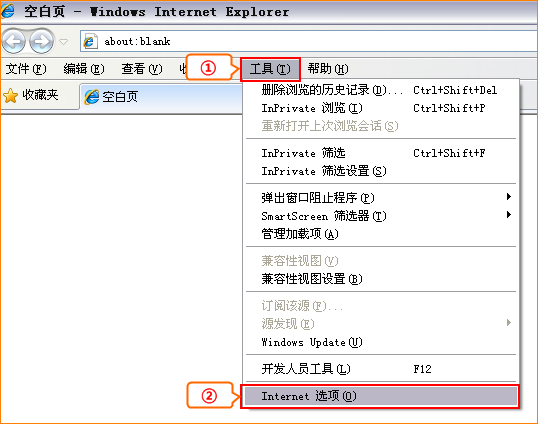 空白页 - Windows Internet Explorer
about:blank
文件(F) 编辑(E) 查看(V) 收 ① 工具(T) 帮助(H)
收藏夹 空白页
删除浏览的历史记录(D)... Ctrl+Shift+Del
InPrivate 浏览(I) Ctrl+Shift+P
重新打开上次浏览会话(S)
InPrivate 筛选 Ctrl+Shift+F
InPrivate 筛选设置(S)
弹出窗口阻止程序(P)
SmartScreen 筛选器(T)
管理加载项(A)
兼容性视图(V)
兼容性视图设置(B)
订阅该源(F)...
源发现(E)
Windows Update(U)
开发人员工具(L) F12
② Internet 选项(O)